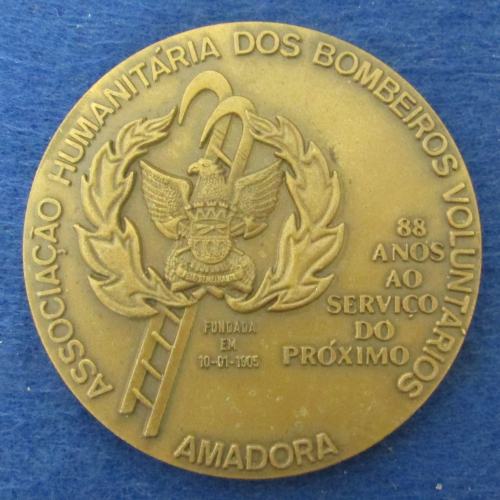 ASSOCIAÇÃO HUMANITÁRIA DOS BOMBEIROS VOLUNTÁRIOS
88
ANOS
AO
SERVIÇO
DO
PRÓXIMO
FUNDADA
EM
10-01-1905
AMADORA